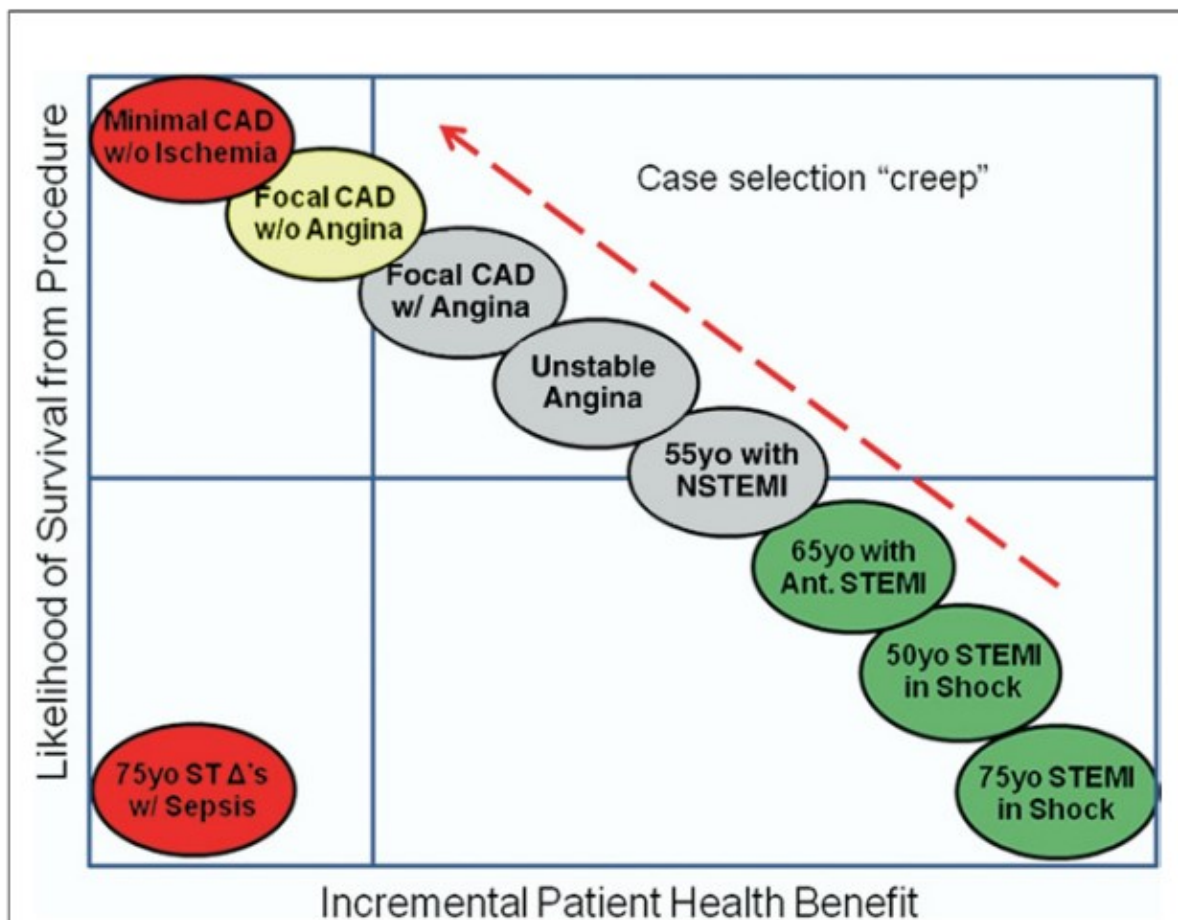 Likelihood of Survival from Procedure
Minimal CAD
w/o Ischemia
Focal CAD
w/o Angina
Case selection “creep”
Focal CAD
w/ Angina
Unstable
Angina
55yo with
NSTEMI
65yo with
Ant. STEMI
50yo STEMI
in Shock
75yo ST Δ's
w/ Sepsis
75yo STEMI
in Shock
Incremental Patient Health Benefit